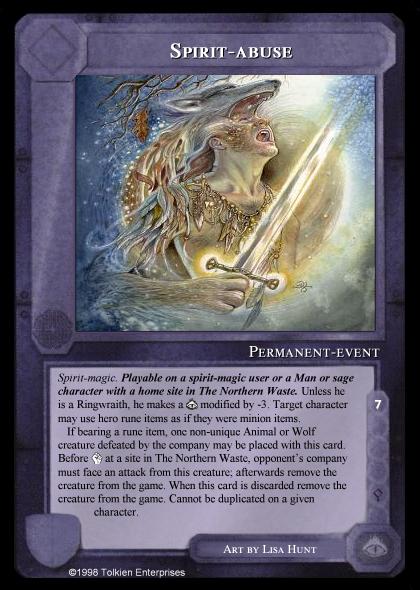 SPIRIT-ABUSE
PERMANENT-EVENT
Spirit-magic. Playable on a spirit-magic user or a Man or sage
character with a home site in The Northern Waste. Unless he
is a Ringwraith, he makes a modified by -3. Target character
may use hero rune items as if they were minion items.
If bearing a rune item, one non-unique Animal or Wolf
creature defeated by the company may be placed with this card.
Before at a site in The Northern Waste, opponent's company
must face an attack from this creature; afterwards remove the
creature from the game. When this card is discarded remove the
creature from the game. Cannot be duplicated on a given
character.
7
ART BY LISA HUNT
©1998 Tolkien Enterprises